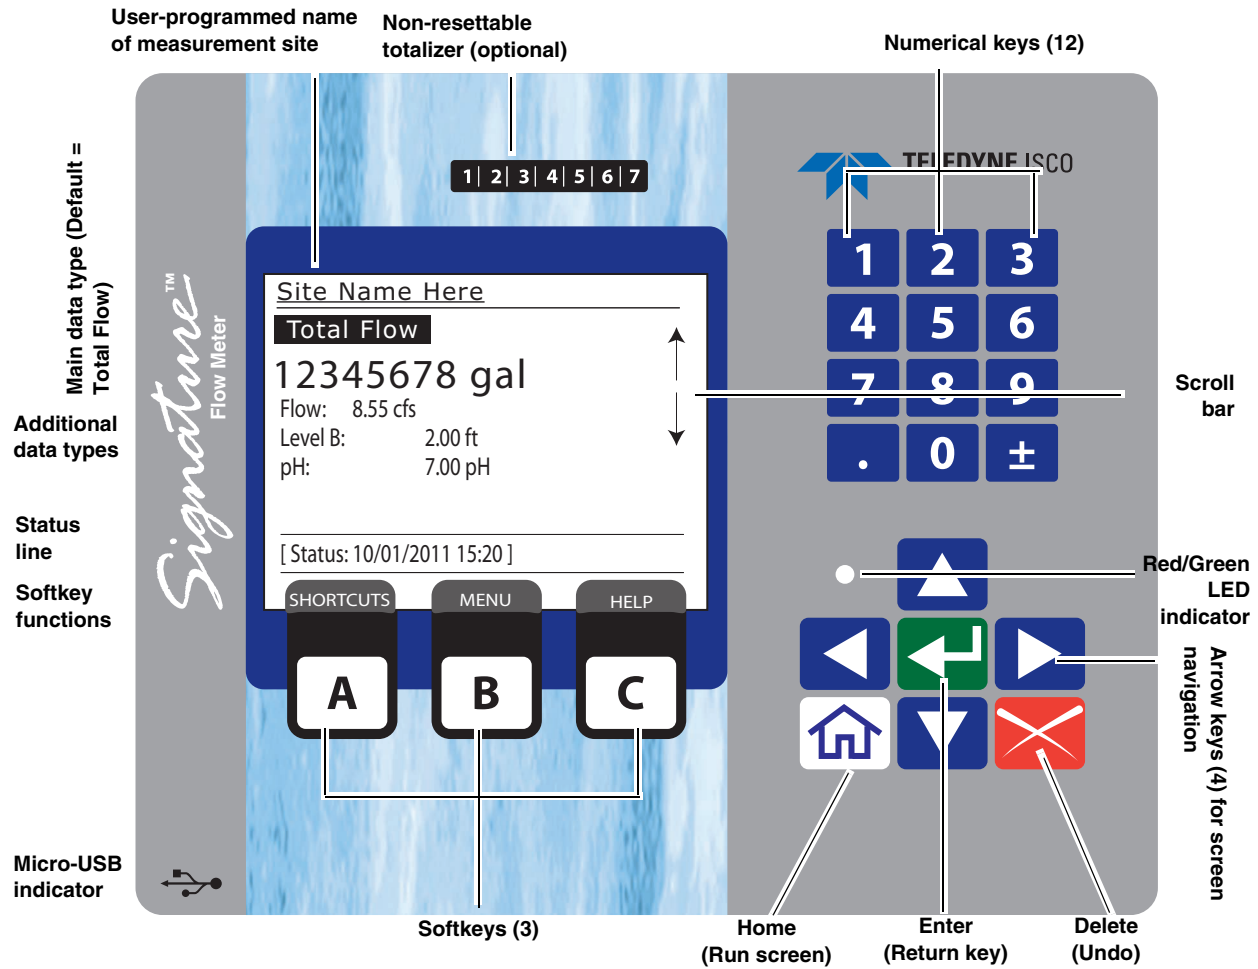 User-programmed name
of measurement site
Non-resettable
totalizer (optional)
Numerical keys (12)
Main data type (Default =
Total Flow)
Additional
data types
Status
line
Softkey
functions
Micro-USB
indicator
Signature™
Flow Meter
1 2 3 4 5 6 7
TELEDYNE ISCO
Site Name Here
Total Flow
12345678 gal
Flow: 8.55 cfs
Level B: 2.00 ft
pH: 7.00 pH
[ Status: 10/01/2011 15:20 ]
SHORTCUTS MENU HELP
A B C
1 2 3
4 5 6
7 8 9
. 0 ±
Scroll
bar
Red/Green
LED
indicator
Arrow keys (4) for screen
navigation
Softkeys (3)
Home
(Run screen)
Enter
(Return key)
Delete
(Undo)